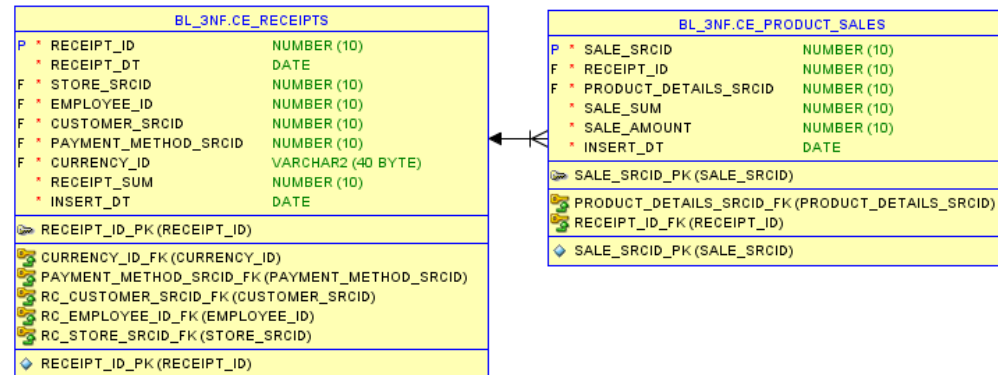 BL_3NF.CE_RECEIPTS
P * RECEIPT_ID NUMBER (10)
* RECEIPT_DT DATE
F * STORE_SRCID NUMBER (10)
F * EMPLOYEE_ID NUMBER (10)
F * CUSTOMER_SRCID NUMBER (10)
F * PAYMENT_METHOD_SRCID NUMBER (10)
F * CURRENCY_ID VARCHAR2 (40 BYTE)
* RECEIPT_SUM NUMBER (10)
* INSERT_DT DATE
RECEIPT_ID_PK (RECEIPT_ID)
CURRENCY_ID_FK (CURRENCY_ID)
PAYMENT_METHOD_SRCID_FK (PAYMENT_METHOD_SRCID)
RC_CUSTOMER_SRCID_FK (CUSTOMER_SRCID)
RC_EMPLOYEE_ID_FK (EMPLOYEE_ID)
RC_STORE_SRCID_FK (STORE_SRCID)
RECEIPT_ID_PK (RECEIPT_ID)
BL_3NF.CE_PRODUCT_SALES
P * SALE_SRCID NUMBER (10)
F * RECEIPT_ID NUMBER (10)
F * PRODUCT_DETAILS_SRCID NUMBER (10)
* SALE_SUM NUMBER (10)
* SALE_AMOUNT NUMBER (10)
* INSERT_DT DATE
SALE_SRCID_PK (SALE_SRCID)
PRODUCT_DETAILS_SRCID_FK (PRODUCT_DETAILS_SRCID)
RECEIPT_ID_FK (RECEIPT_ID)
SALE_SRCID_PK (SALE_SRCID)